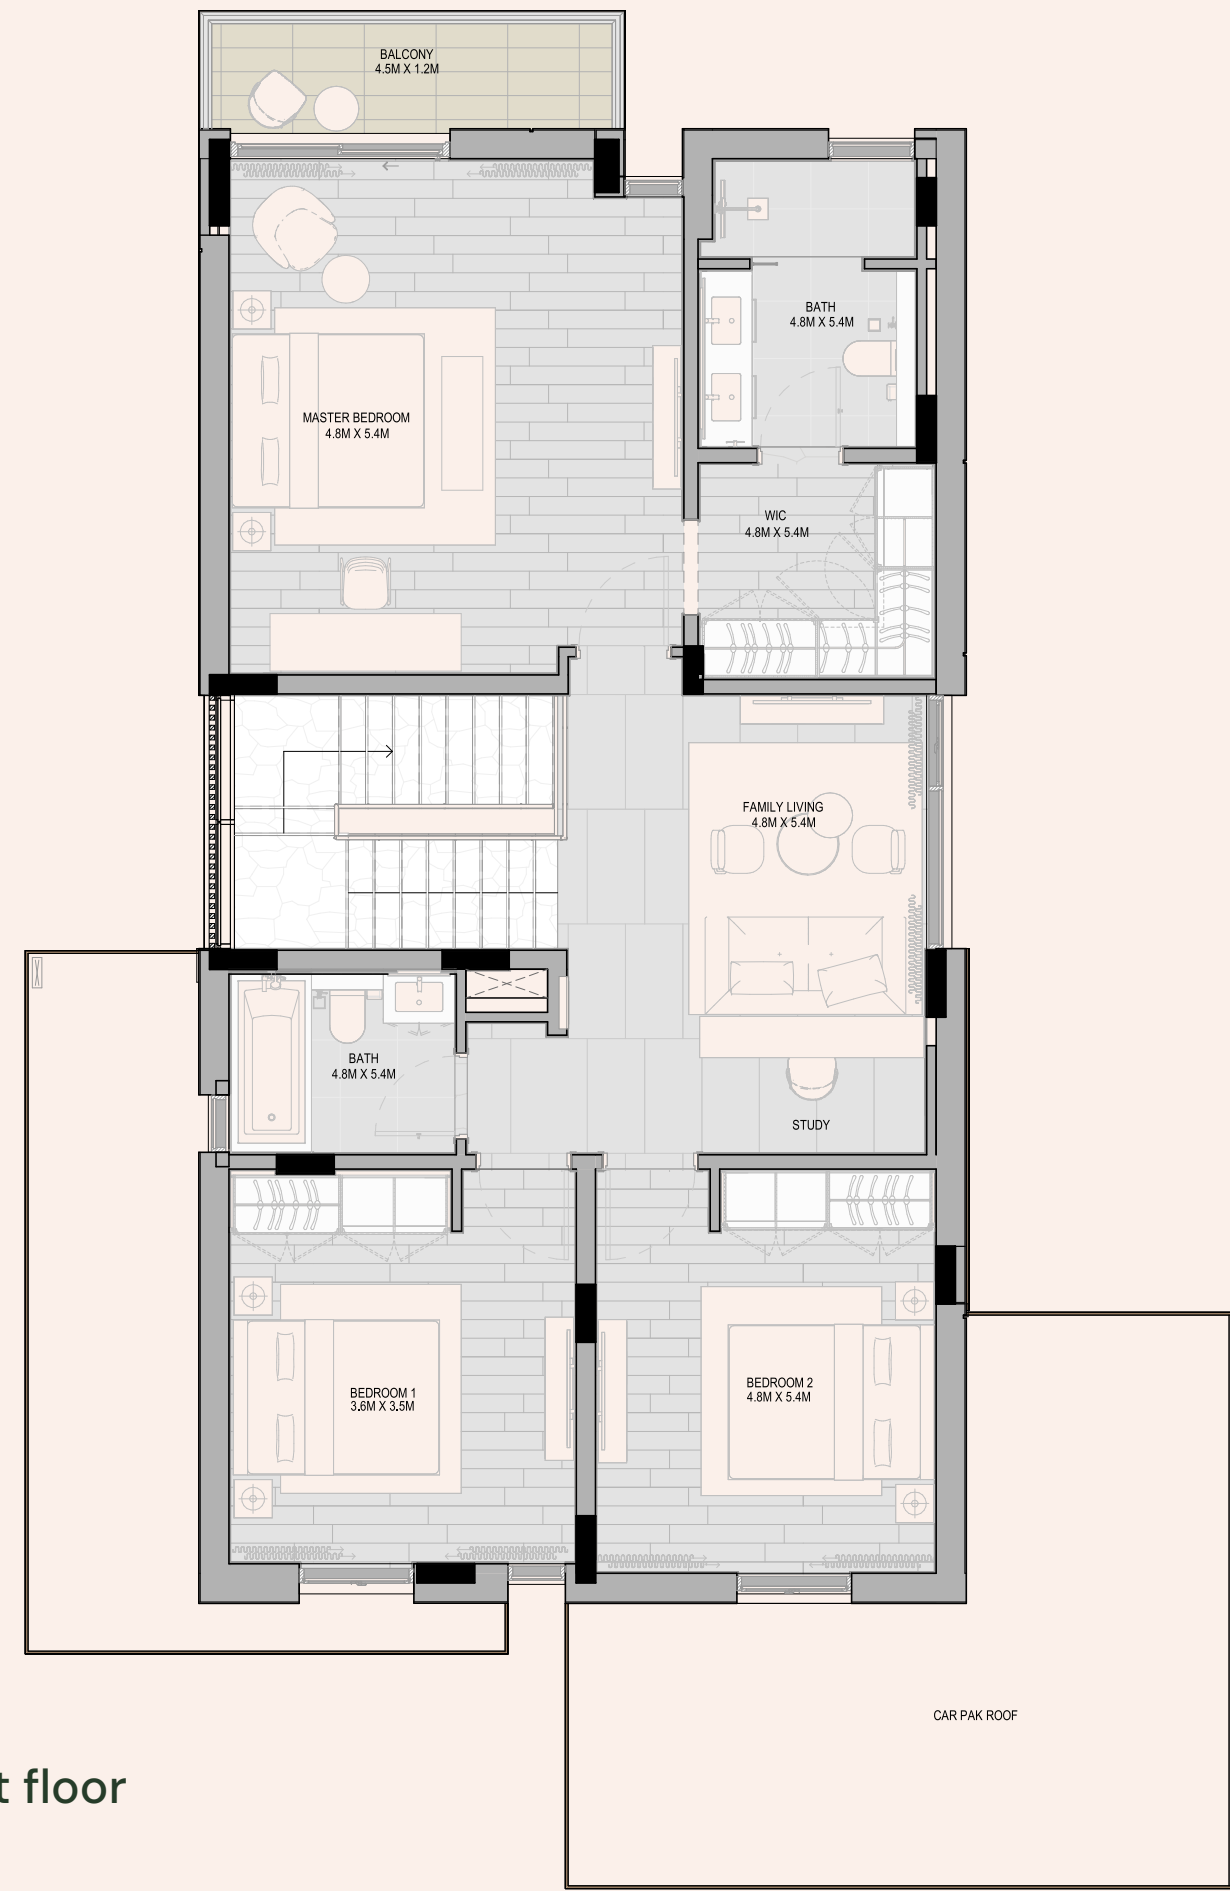 BALCONY
4.5M X 1.2M
BATH
4.8M X 5.4M
MASTER BEDROOM
4.8M X 5.4M
WIC
4.8M X 5.4M
FAMILY LIVING
4.8M X 5.4M
BATH
4.8M X 5.4M
STUDY
BEDROOM 1
3.6M X 3.5M
BEDROOM 2
4.8M X 5.4M
CAR PAK ROOF
t floor